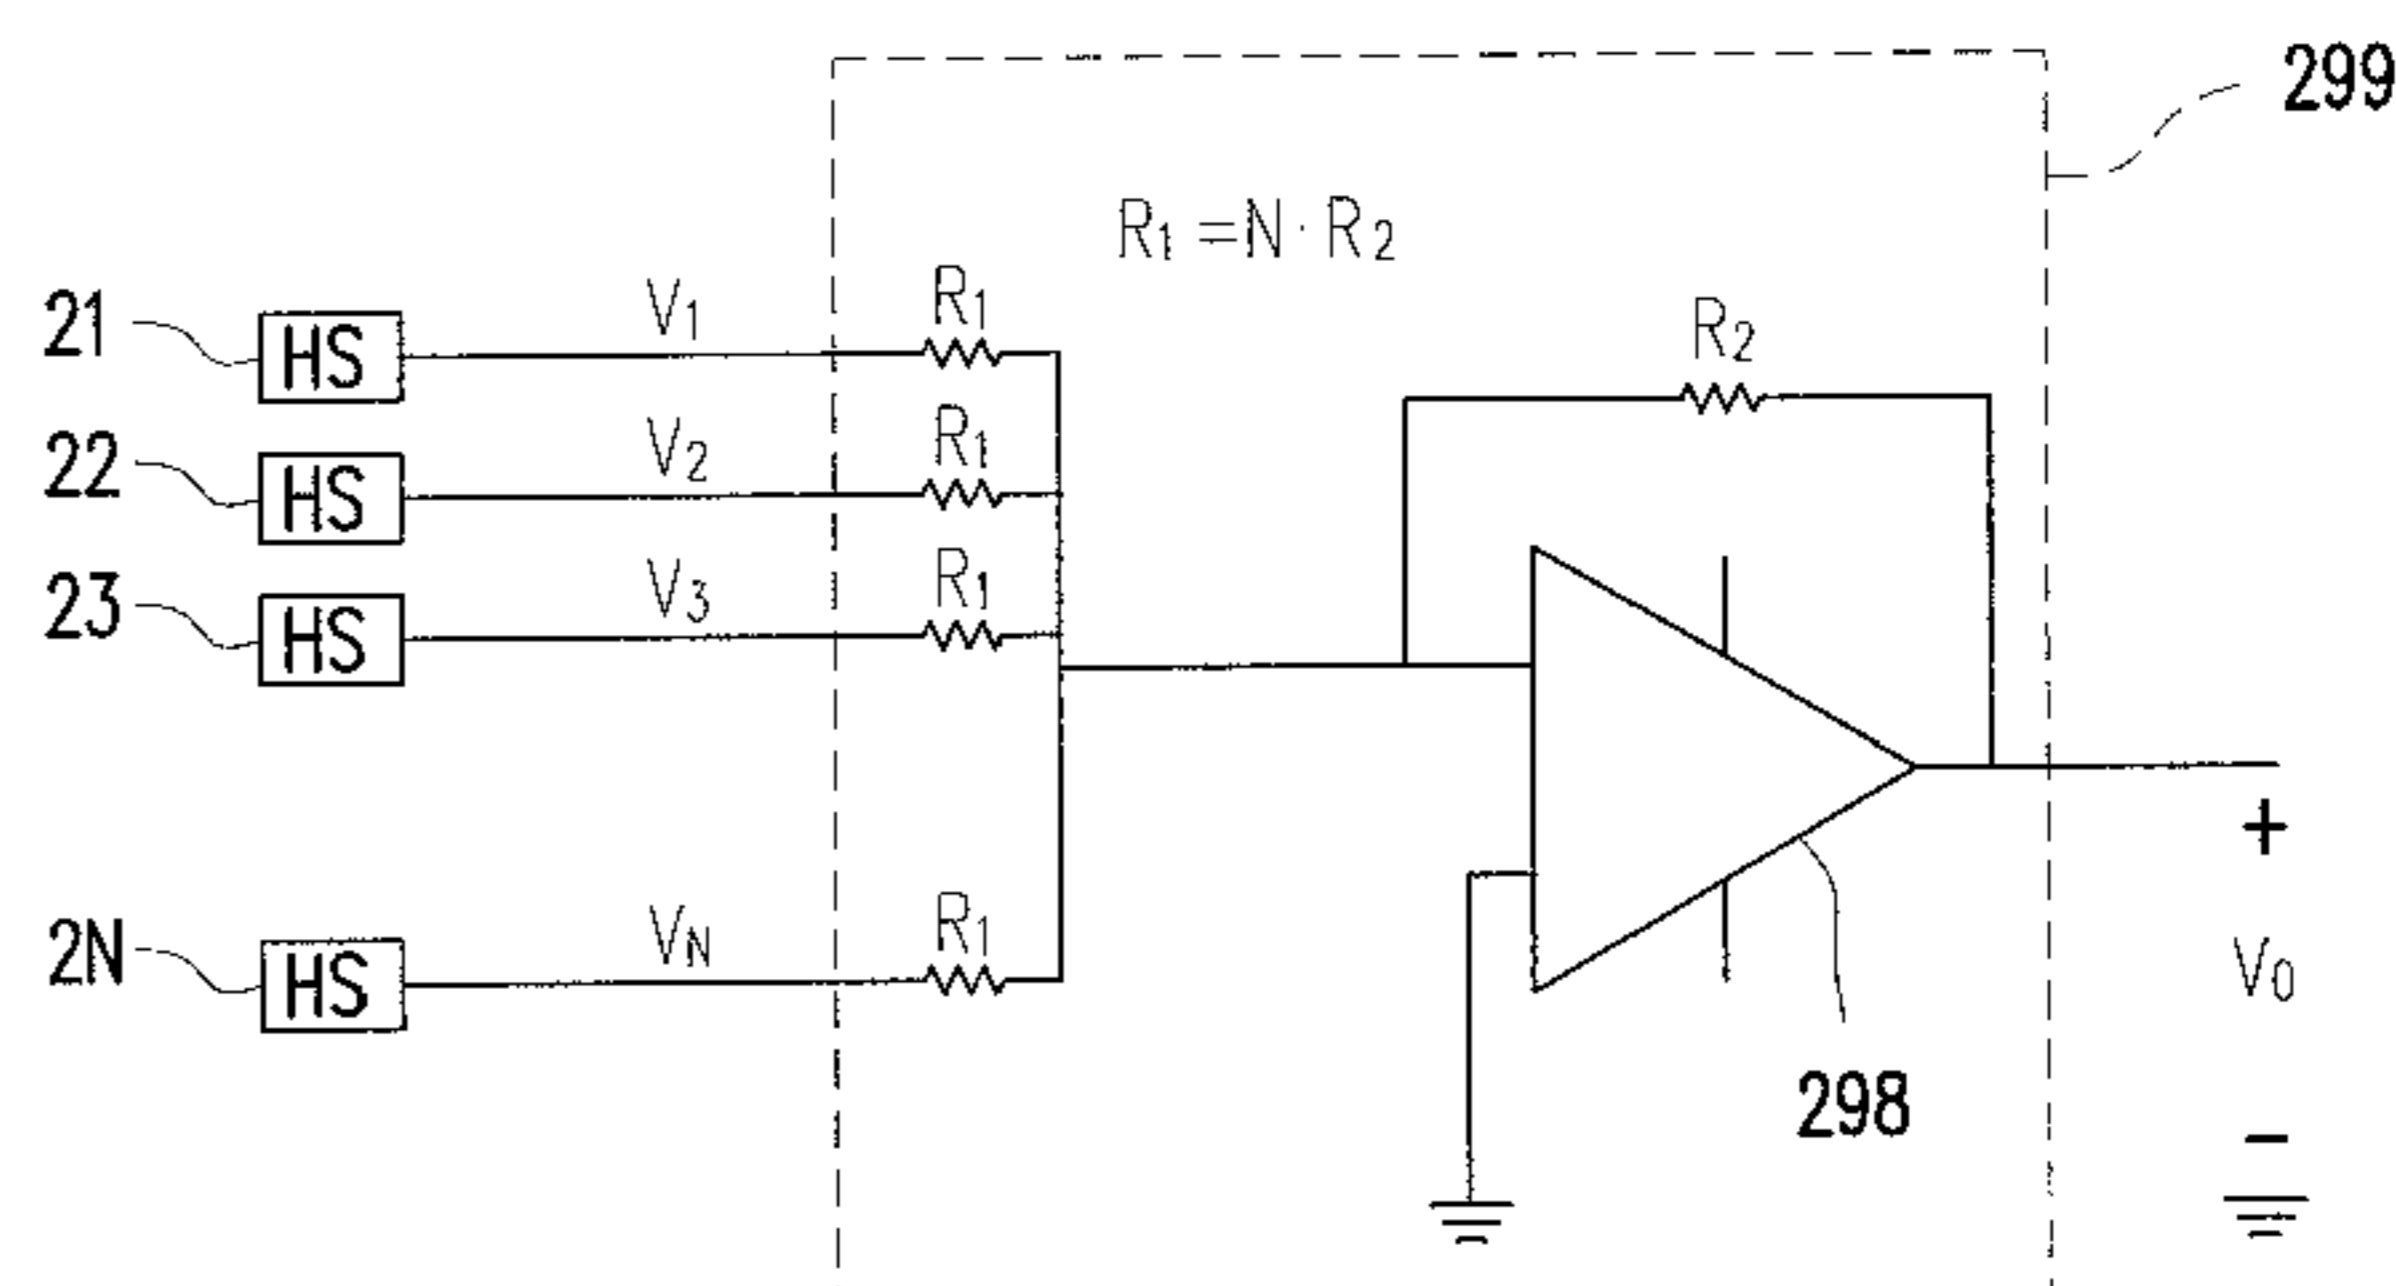 299
R1 =N · R2
21 HS V1 R1
R2
22 HS V2 R1
23 HS V3 R1
+
2N HS VN R1
V0
298
−